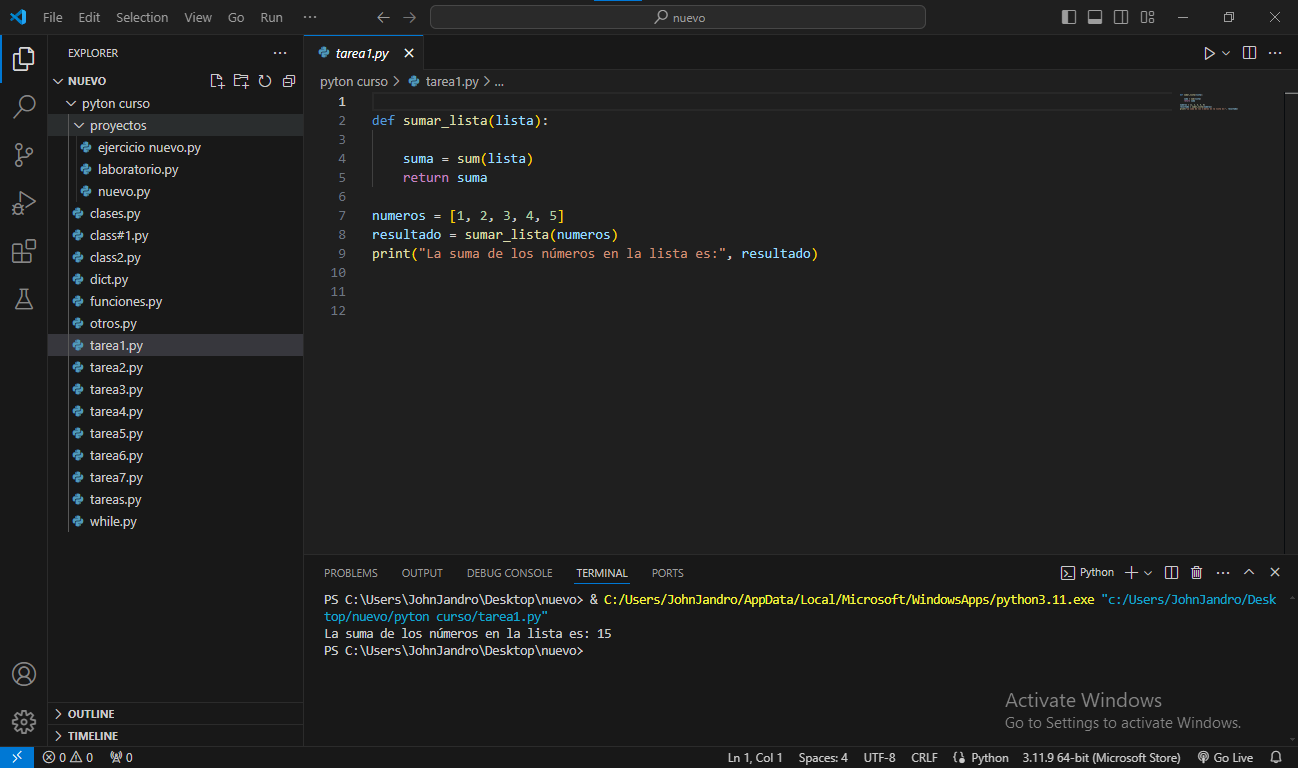 File Edit Selection View Go Run ···
nuevo
EXPLORER
NUEVO
pyton curso
proyectos
ejercicio nuevo.py
laboratorio.py
nuevo.py
clases.py
class#1.py
class2.py
dict.py
funciones.py
otros.py
tarea1.py
tarea2.py
tarea3.py
tarea4.py
tarea5.py
tarea6.py
tarea7.py
tareas.py
while.py
OUTLINE
TIMELINE
tarea1.py
pyton curso > tarea1.py > ...
1
2 def sumar_lista(lista):
3
4     suma = sum(lista)
5     return suma
6
7 numeros = [1, 2, 3, 4, 5]
8 resultado = sumar_lista(numeros)
9 print("La suma de los números en la lista es:", resultado)
10
11
12
PROBLEMS OUTPUT DEBUG CONSOLE TERMINAL PORTS
Python
PS C:\Users\JohnJandro\Desktop\nuevo> & C:/Users/JohnJandro/AppData/Local/Microsoft/WindowsApps/python3.11.exe "c:/Users/JohnJandro/Desk
top/nuevo/pyton curso/tarea1.py"
La suma de los números en la lista es: 15
PS C:\Users\JohnJandro\Desktop\nuevo>
Activate Windows
Go to Settings to activate Windows.
0 0 0
Ln 1, Col 1 Spaces: 4 UTF-8 CRLF Python 3.11.9 64-bit (Microsoft Store) Go Live